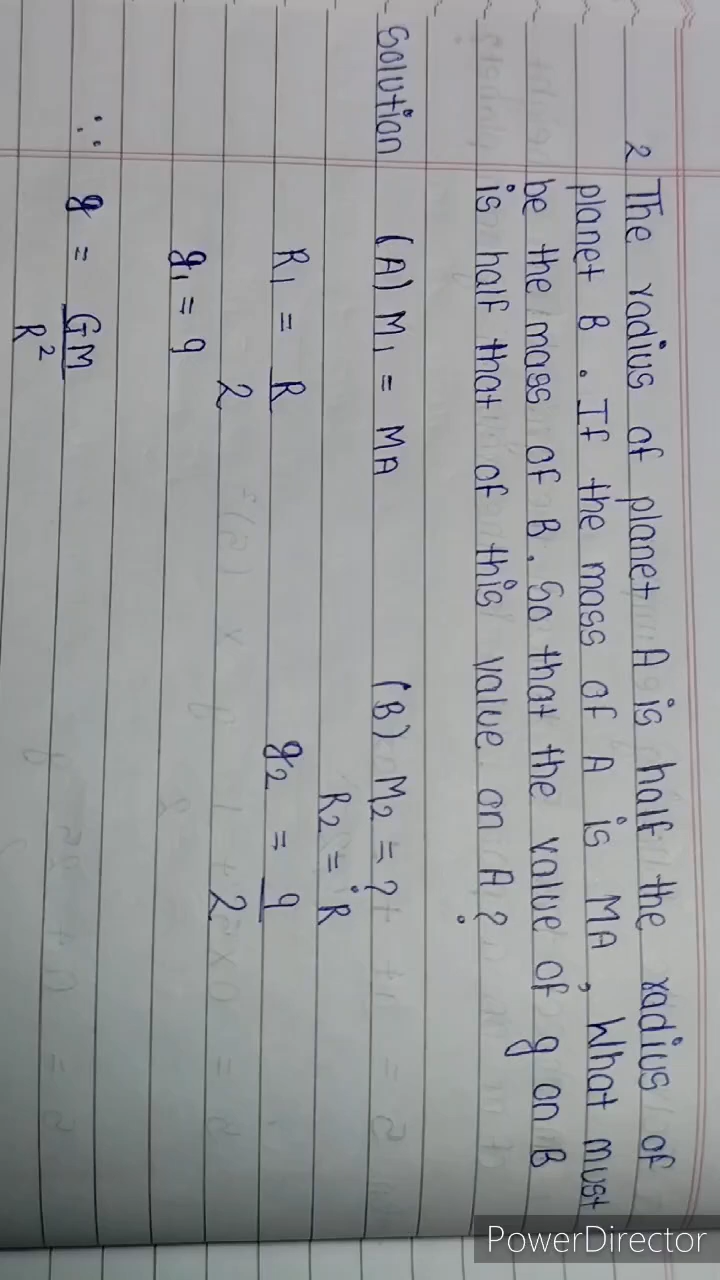 2 The radius of planet A is half the radius of
planet B. If the mass of A is MA, What must
be the mass of B. So that the value of g on B
is half that of this value on A?
Solution (A) M₁ = MA (B) M₂ = ?
R₁ = R/2 R₂ = R
g₁ = g g₂ = g/2
∵ g = GM/R²
PowerDirector